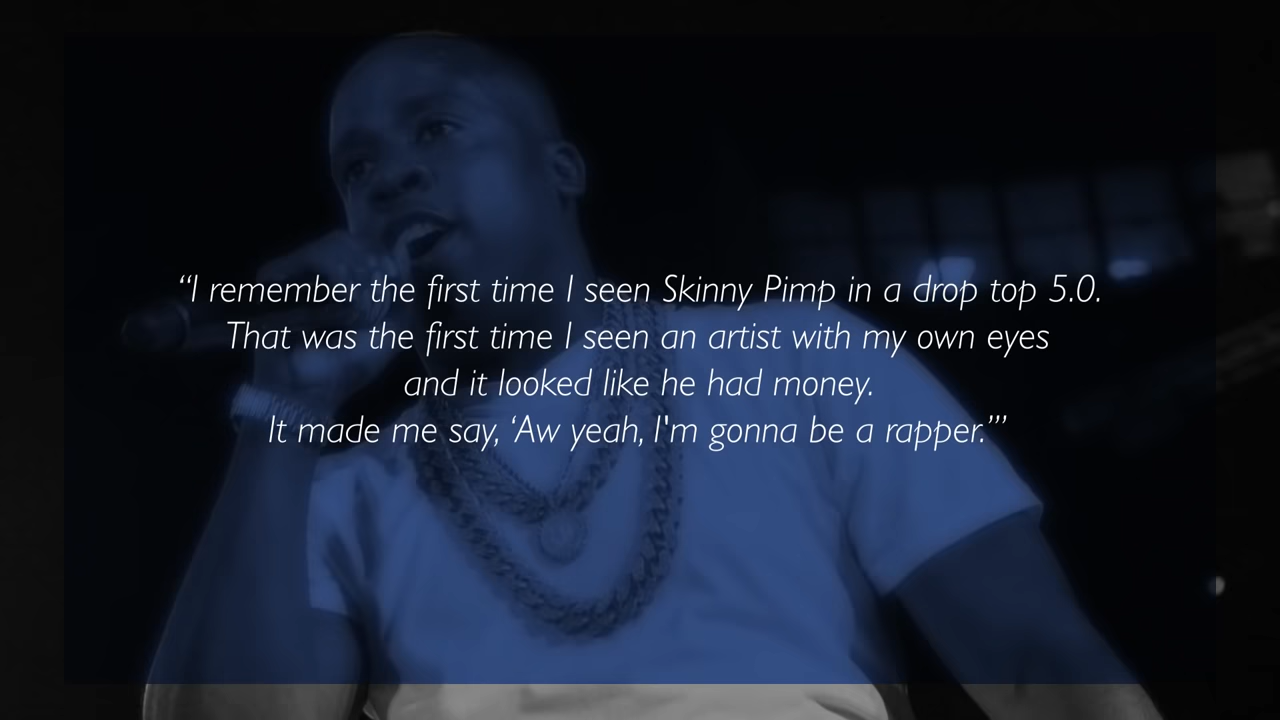 “I remember the first time I seen Skinny Pimp in a drop top 5.0.
That was the first time I seen an artist with my own eyes
and it looked like he had money.
It made me say, ‘Aw yeah, I'm gonna be a rapper.’”